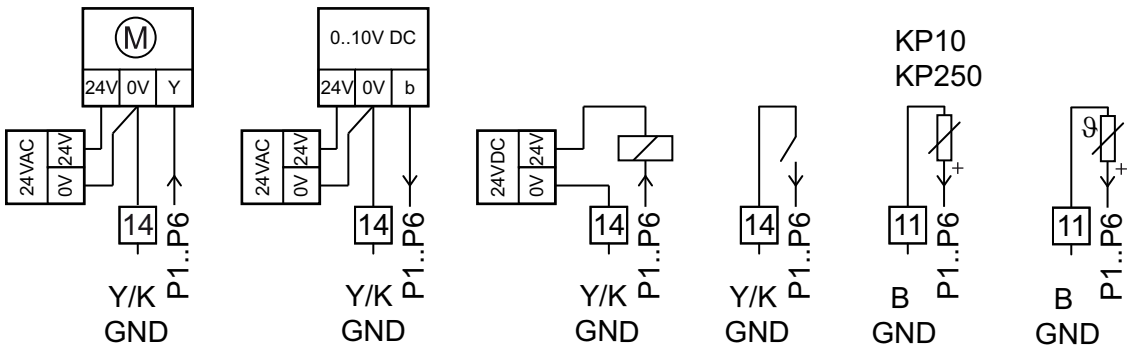 M
24V 0V Y
24VAC
24V
0V
14
P1..P6
Y/K
GND
0..10V DC
24V 0V b
24VAC
24V
0V
14
P1..P6
Y/K
GND
24VDC
24V
0V
14
P1..P6
Y/K
GND
14
P1..P6
Y/K
GND
KP10
KP250
+
11
P1..P6
B
GND
ϑ
+
11
P1..P6
B
GND